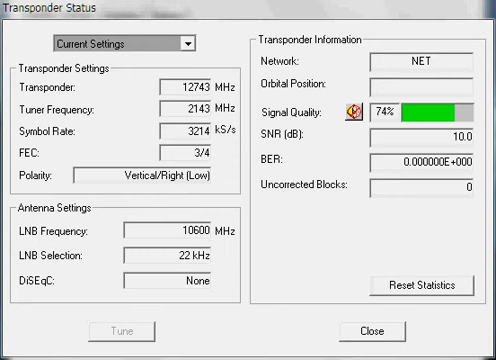 Transponder Status
Current Settings
Transponder Settings
Transponder: 12743 MHz
Tuner Frequency: 2143 MHz
Symbol Rate: 3214 kS/s
FEC: 3/4
Polarity: Vertical/Right (Low)
Antenna Settings
LNB Frequency: 10600 MHz
LNB Selection: 22 kHz
DiSEqC: None
Tune
Transponder Information
Network: NET
Orbital Position:
Signal Quality: 74%
SNR (dB): 10.0
BER: 0.000000E+000
Uncorrected Blocks: 0
Reset Statistics
Close